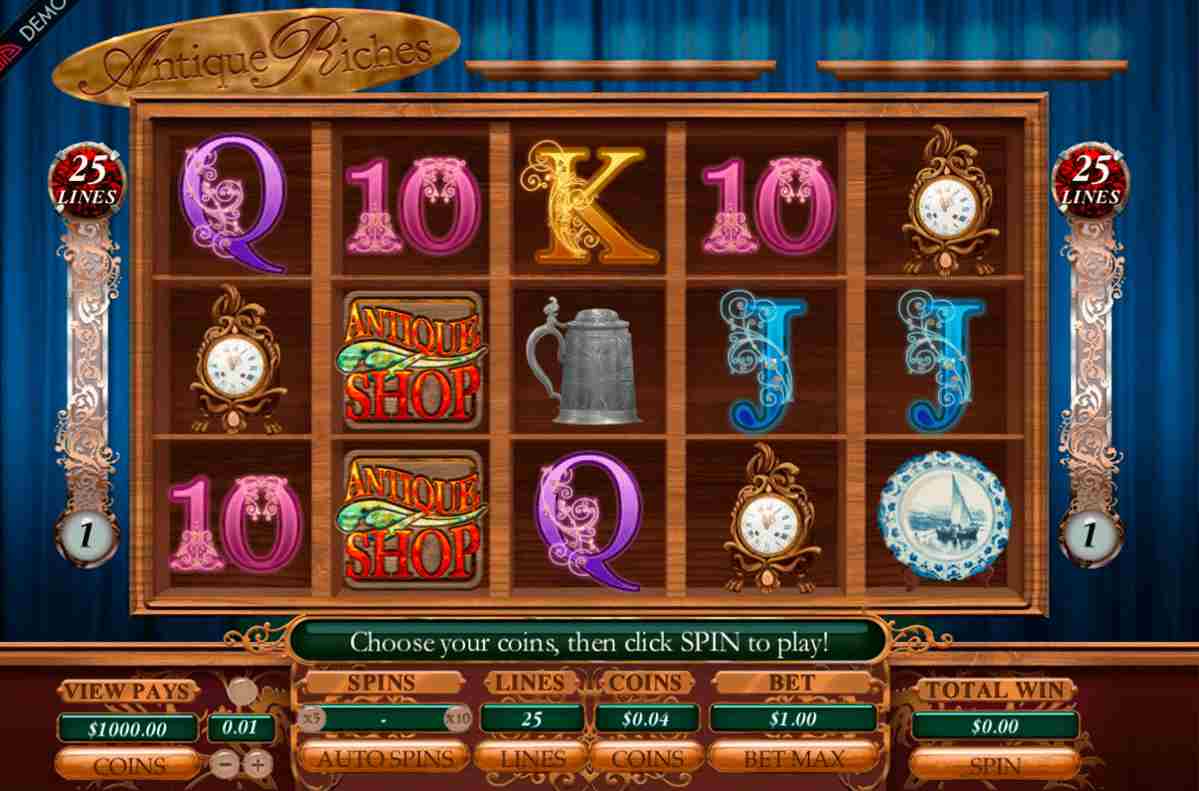 DEMO
Antique Riches
25
LINES
25
LINES
Q 10 K 10
ANTIQUE
SHOP
J J
10
ANTIQUE
SHOP
Q
1
1
Choose your coins, then click SPIN to play!
VIEW PAYS
SPINS
LINES
COINS
BET
TOTAL WIN
$1000.00
0.01
x5
-
x10
25
$0.04
$1.00
$0.00
COINS
- +
AUTO SPINS
LINES
COINS
BET MAX
SPIN